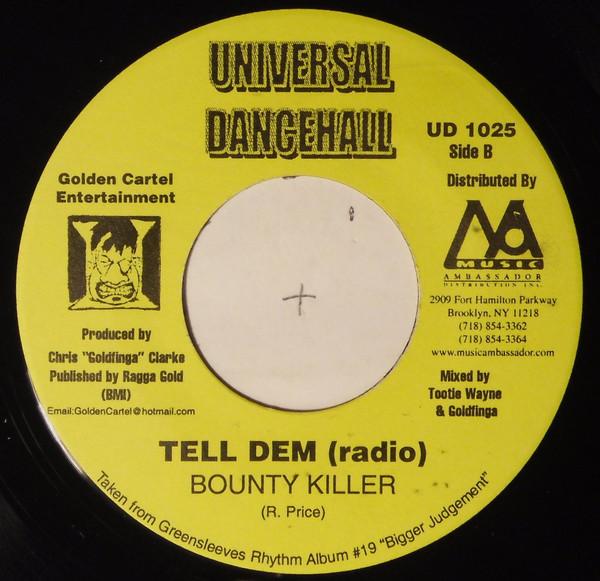 UNIVERSAL
DANCEHALL
UD 1025
Side B
Golden Cartel
Entertainment
Distributed By
MA
MUSIC
AMBASSADOR
DISTRIBUTION INC.
2909 Fort Hamilton Parkway
Brooklyn, NY 11218
(718) 854-3362
(718) 854-3364
www.musicambassador.com
Produced by
Chris "Goldfinga" Clarke
Published by Ragga Gold
(BMI)
Email:GoldenCartel@hotmail.com
Mixed by
Tootie Wayne
& Goldfinga
TELL DEM (radio)
BOUNTY KILLER
(R. Price)
Taken from Greensleeves Rhythm Album #19 "Bigger Judgement"